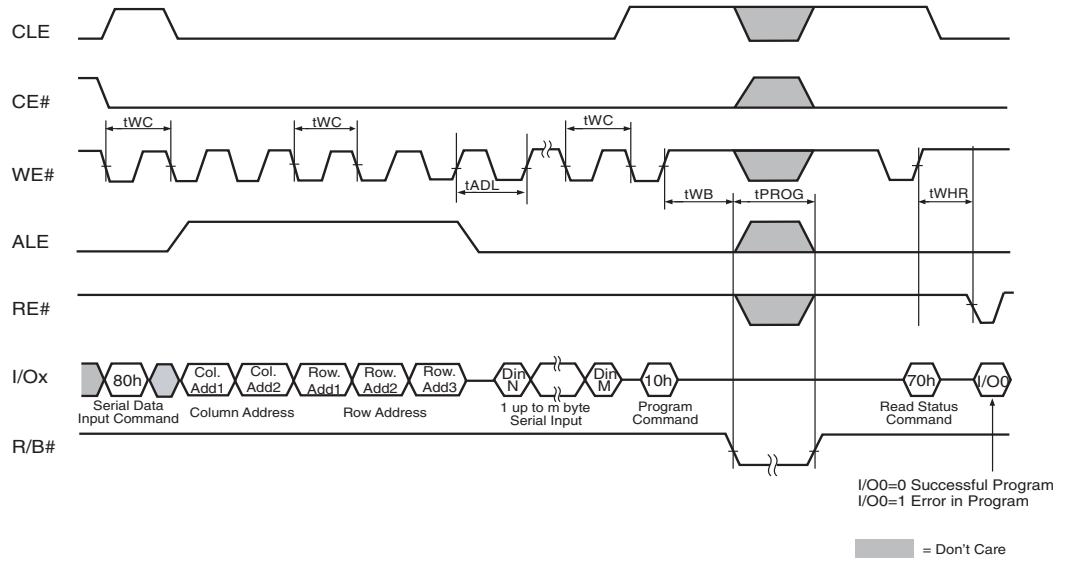 CLE
CE#
tWC
tWC
tWC
WE#
tADL
tWB
tPROG
tWHR
ALE
RE#
I/Ox
80h
Col. Add1
Col. Add2
Row. Add1
Row. Add2
Row. Add3
Din N
Din M
10h
70h
I/O0
Serial Data
Input Command
Column Address
Row Address
1 up to m byte
Serial Input
Program
Command
Read Status
Command
R/B#
I/O0=0 Successful Program
I/O0=1 Error in Program
= Don't Care